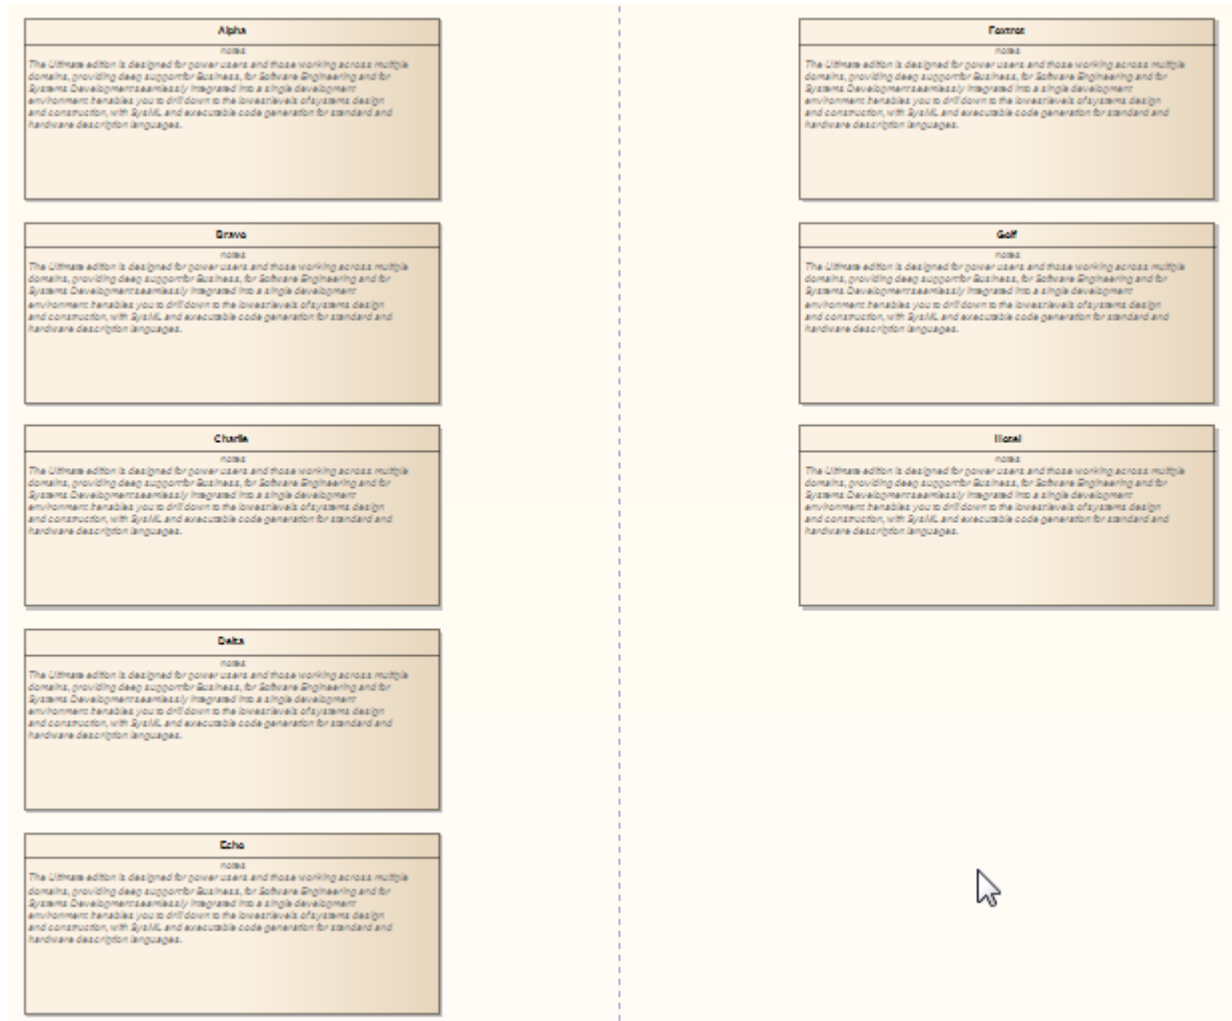 Alpha
notes
The Ultimate edition is designed for power users and those working across multiple
domains, providing deep support for Business, for Software Engineering and for
Systems Development seamlessly integrated into a single development
environment. It enables you to drill down to the lowest levels of systems design
and construction, with SysML and executable code generation for standard and
hardware description languages.
Bravo
notes
The Ultimate edition is designed for power users and those working across multiple
domains, providing deep support for Business, for Software Engineering and for
Systems Development seamlessly integrated into a single development
environment. It enables you to drill down to the lowest levels of systems design
and construction, with SysML and executable code generation for standard and
hardware description languages.
Charlie
notes
The Ultimate edition is designed for power users and those working across multiple
domains, providing deep support for Business, for Software Engineering and for
Systems Development seamlessly integrated into a single development
environment. It enables you to drill down to the lowest levels of systems design
and construction, with SysML and executable code generation for standard and
hardware description languages.
Delta
notes
The Ultimate edition is designed for power users and those working across multiple
domains, providing deep support for Business, for Software Engineering and for
Systems Development seamlessly integrated into a single development
environment. It enables you to drill down to the lowest levels of systems design
and construction, with SysML and executable code generation for standard and
hardware description languages.
Echo
notes
The Ultimate edition is designed for power users and those working across multiple
domains, providing deep support for Business, for Software Engineering and for
Systems Development seamlessly integrated into a single development
environment. It enables you to drill down to the lowest levels of systems design
and construction, with SysML and executable code generation for standard and
hardware description languages.
Foxtrot
notes
The Ultimate edition is designed for power users and those working across multiple
domains, providing deep support for Business, for Software Engineering and for
Systems Development seamlessly integrated into a single development
environment. It enables you to drill down to the lowest levels of systems design
and construction, with SysML and executable code generation for standard and
hardware description languages.
Golf
notes
The Ultimate edition is designed for power users and those working across multiple
domains, providing deep support for Business, for Software Engineering and for
Systems Development seamlessly integrated into a single development
environment. It enables you to drill down to the lowest levels of systems design
and construction, with SysML and executable code generation for standard and
hardware description languages.
Hotel
notes
The Ultimate edition is designed for power users and those working across multiple
domains, providing deep support for Business, for Software Engineering and for
Systems Development seamlessly integrated into a single development
environment. It enables you to drill down to the lowest levels of systems design
and construction, with SysML and executable code generation for standard and
hardware description languages.